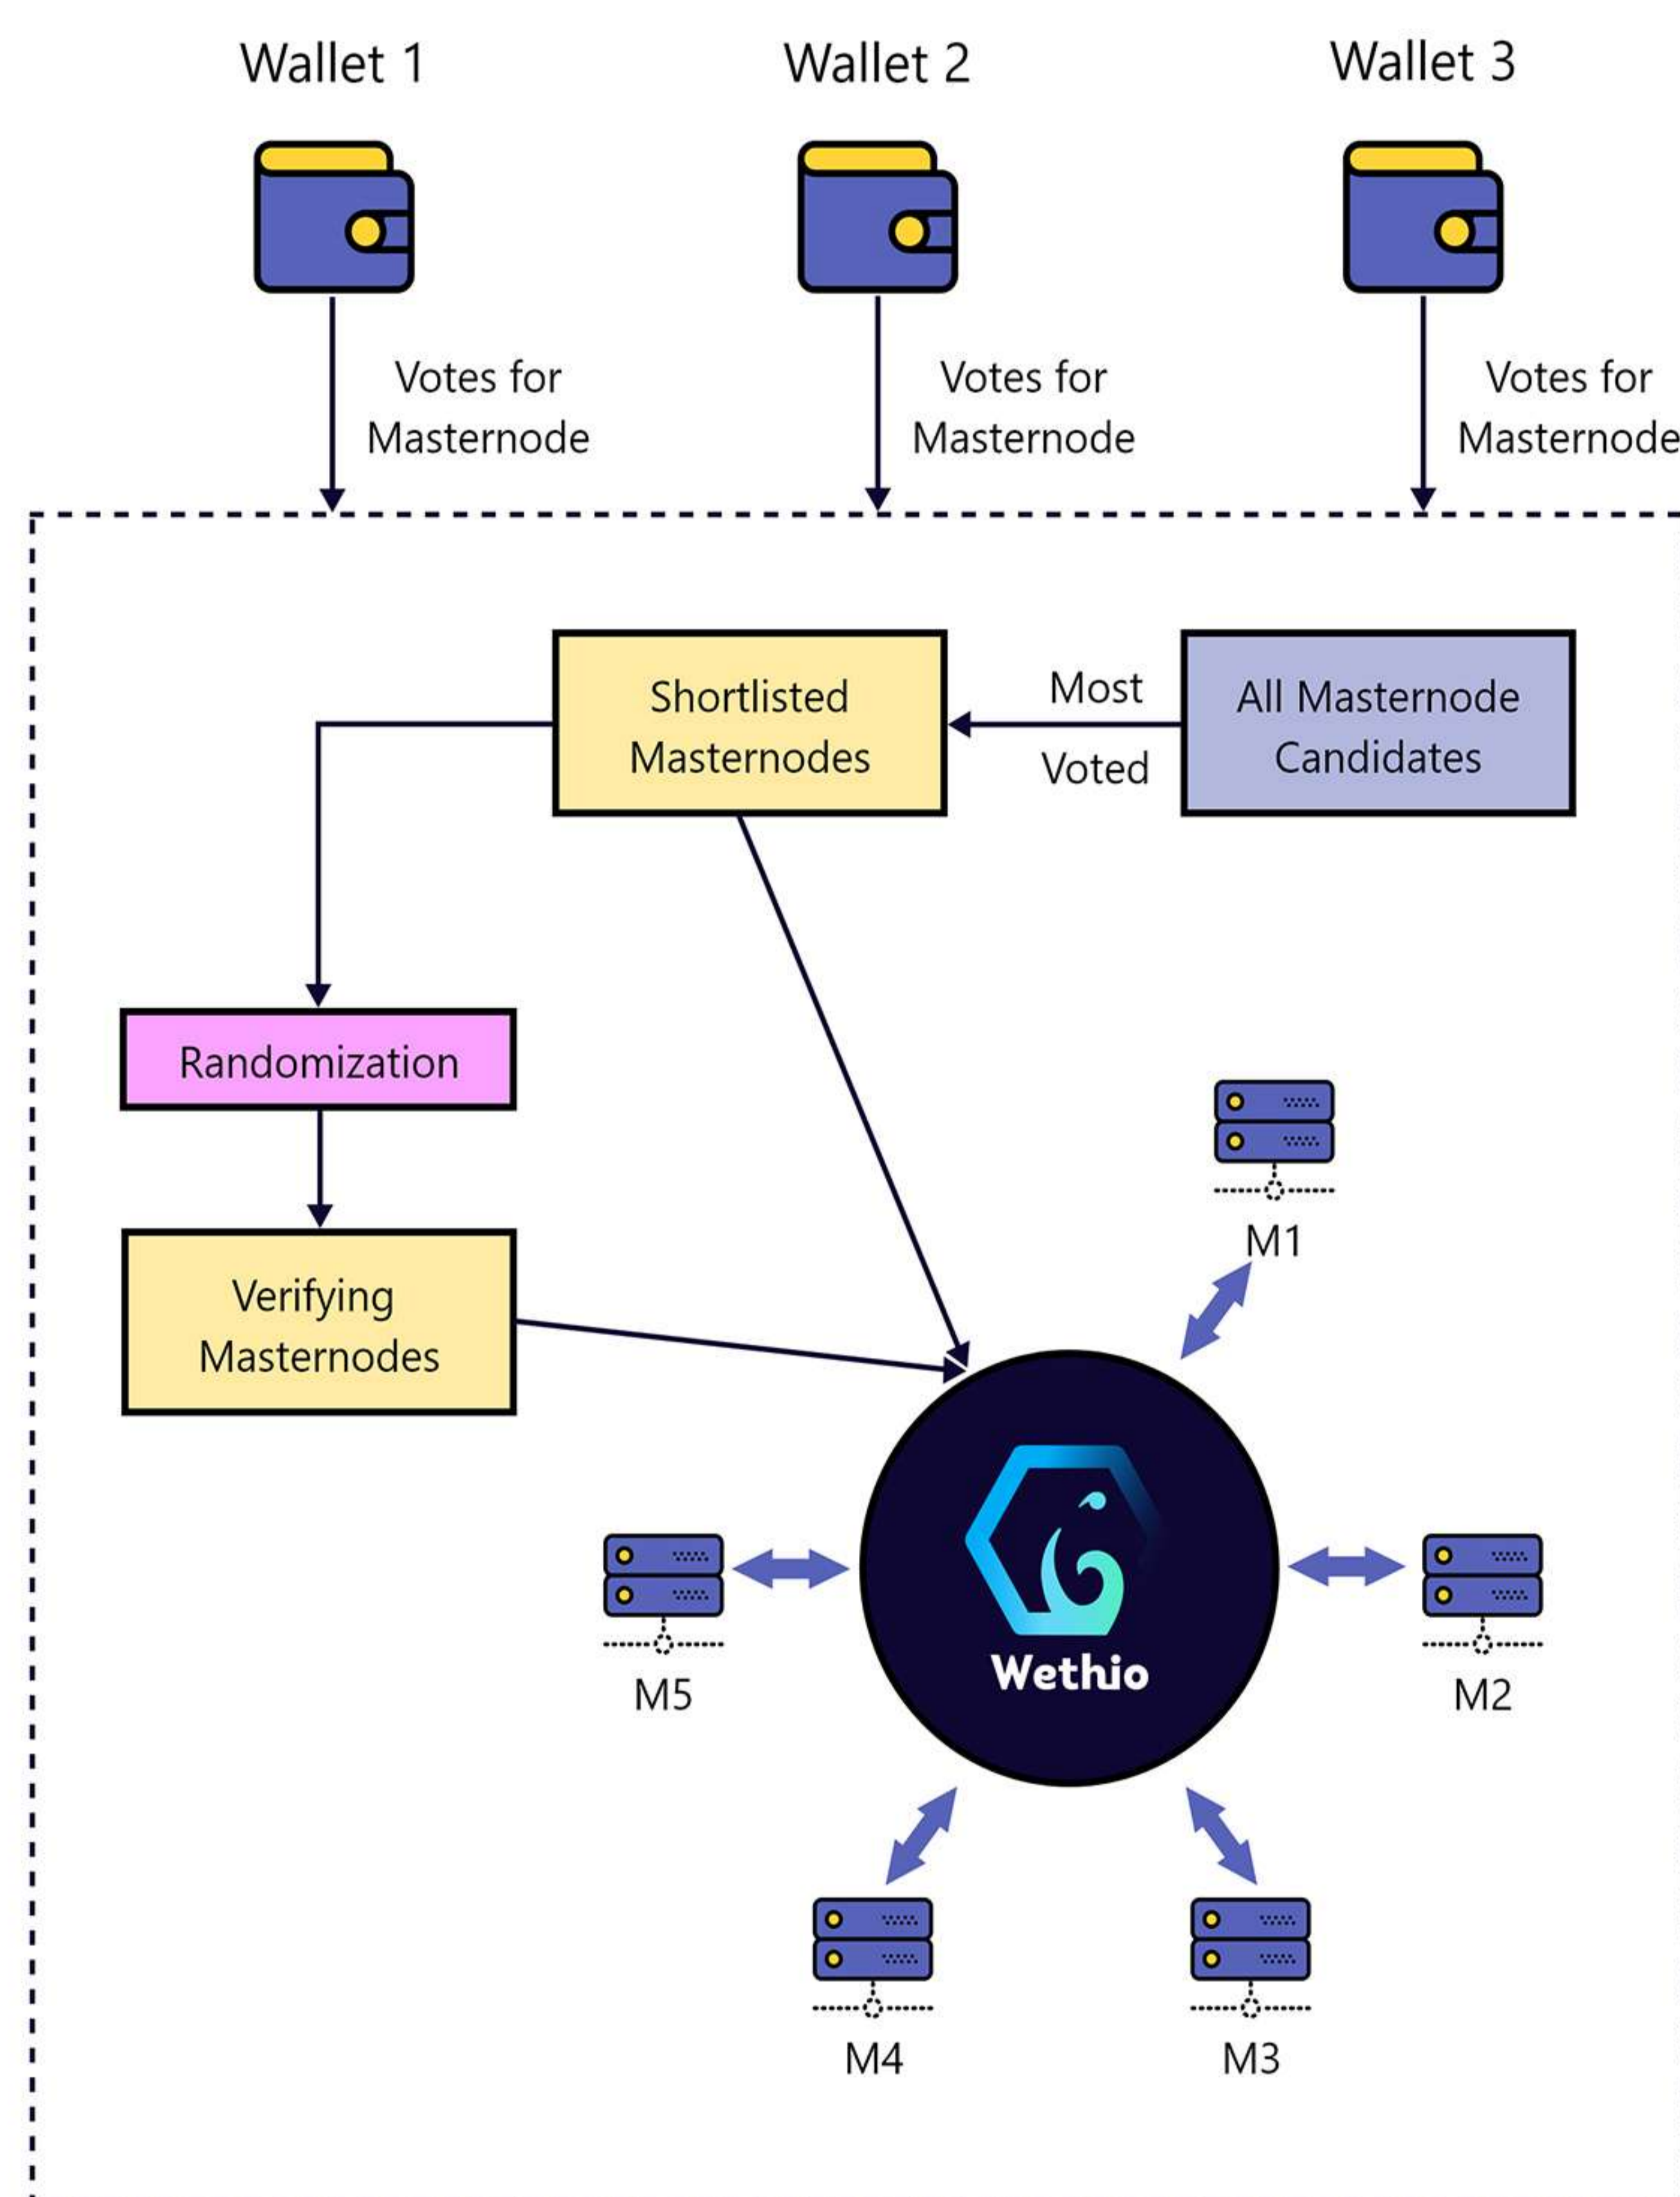 Wallet 1
Wallet 2
Wallet 3
Votes for
Masternode
Votes for
Masternode
Votes for
Masternode
Shortlisted
Masternodes
Most
Voted
All Masternode
Candidates
Randomization
Verifying
Masternodes
M1
Wethio
M5
M2
M4
M3